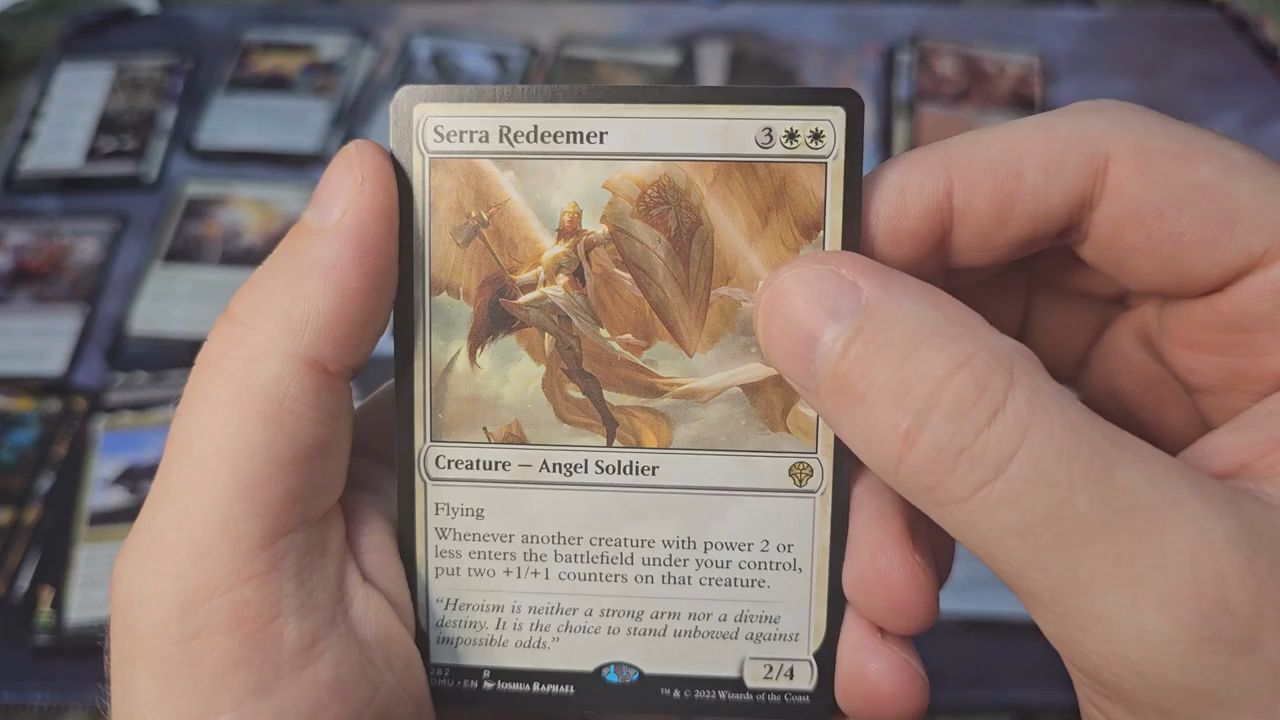 Serra Redeemer 3
Creature — Angel Soldier
Flying
Whenever another creature with power 2 or
less enters the battlefield under your control,
put two +1/+1 counters on that creature.
“Heroism is neither a strong arm nor a divine
destiny. It is the choice to stand unbowed against
impossible odds.”
2/4
282 R
DMU • EN Joshua Raphael
™ & © 2022 Wizards of the Coast